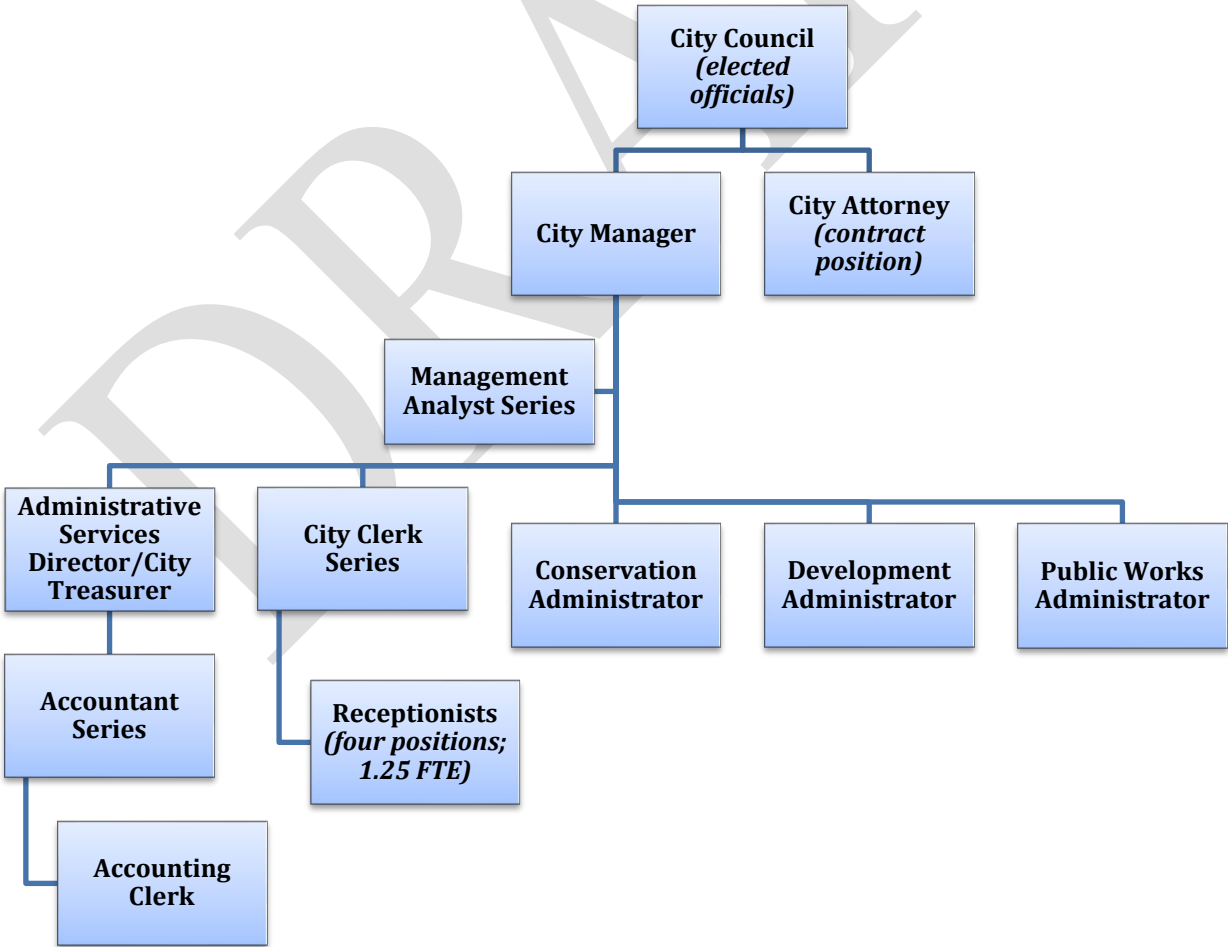 City Council
(elected
officials)
City Manager
City Attorney
(contract
position)
Management
Analyst Series
Administrative
Services
Director/City
Treasurer
City Clerk
Series
Conservation
Administrator
Development
Administrator
Public Works
Administrator
Accountant
Series
Receptionists
(four positions;
1.25 FTE)
Accounting
Clerk